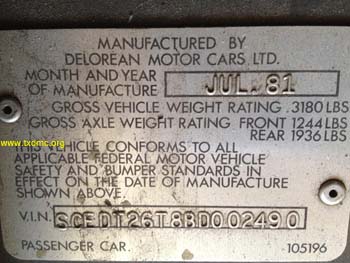 MANUFACTURED BY
DELOREAN MOTOR CARS, LTD.
MONTH AND YEAR
OF MANUFACTURE JUL. 81
GROSS VEHICLE WEIGHT RATING .3180 LBS
GROSS AXLE WEIGHT RATING FRONT 1244 LBS
REAR 1936 LBS
www.txomc.org
THIS VEHICLE CONFORMS TO ALL
APPLICABLE FEDERAL MOTOR VEHICLE
SAFETY AND BUMPER STANDARDS IN
EFFECT ON THE DATE OF MANUFACTURE
SHOWN ABOVE.
V.I.N. SCEDT26T8BD002490
PASSENGER CAR. 105196